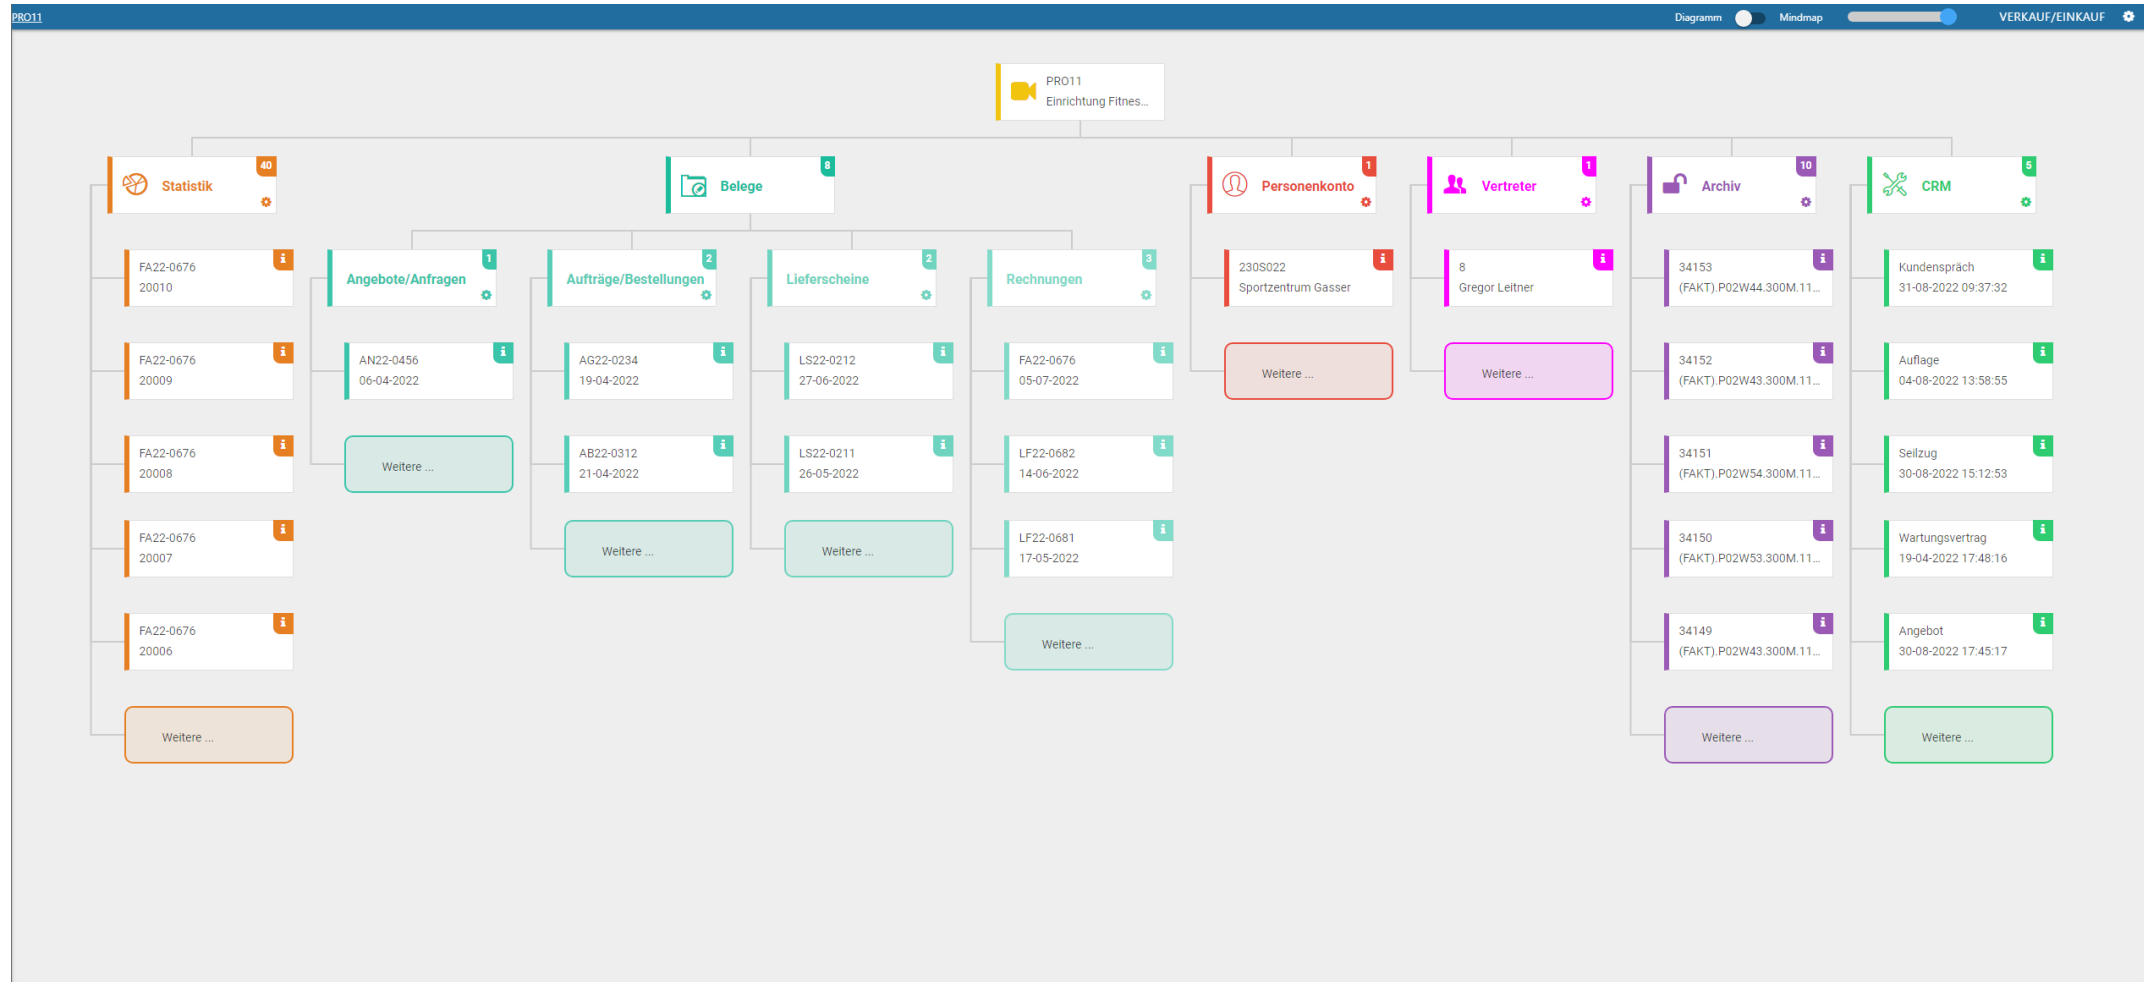 PRO11
Diagramm
Mindmap
VERKAUF/EINKAUF
PRO11
Einrichtung Fitnes...
40
Statistik
8
Belege
1
Personenkonto
1
Vertreter
10
Archiv
5
CRM
FA22-0676
20010
1
Angebote/Anfragen
2
Aufträge/Bestellungen
2
Lieferscheine
3
Rechnungen
230S022
Sportzentrum Gasser
8
Gregor Leitner
34153
(FAKT).P02W44.300M.11...
Kundenspräch
31-08-2022 09:37:32
FA22-0676
20009
AN22-0456
06-04-2022
AG22-0234
19-04-2022
LS22-0212
27-06-2022
FA22-0676
05-07-2022
Weitere ...
Weitere ...
34152
(FAKT).P02W43.300M.11...
Auflage
04-08-2022 13:58:55
FA22-0676
20008
Weitere ...
AB22-0312
21-04-2022
LS22-0211
26-05-2022
LF22-0682
14-06-2022
34151
(FAKT).P02W54.300M.11...
Seilzug
30-08-2022 15:12:53
FA22-0676
20007
Weitere ...
Weitere ...
LF22-0681
17-05-2022
34150
(FAKT).P02W53.300M.11...
Wartungsvertrag
19-04-2022 17:48:16
FA22-0676
20006
Weitere ...
34149
(FAKT).P02W43.300M.11...
Angebot
30-08-2022 17:45:17
Weitere ...
Weitere ...
Weitere ...